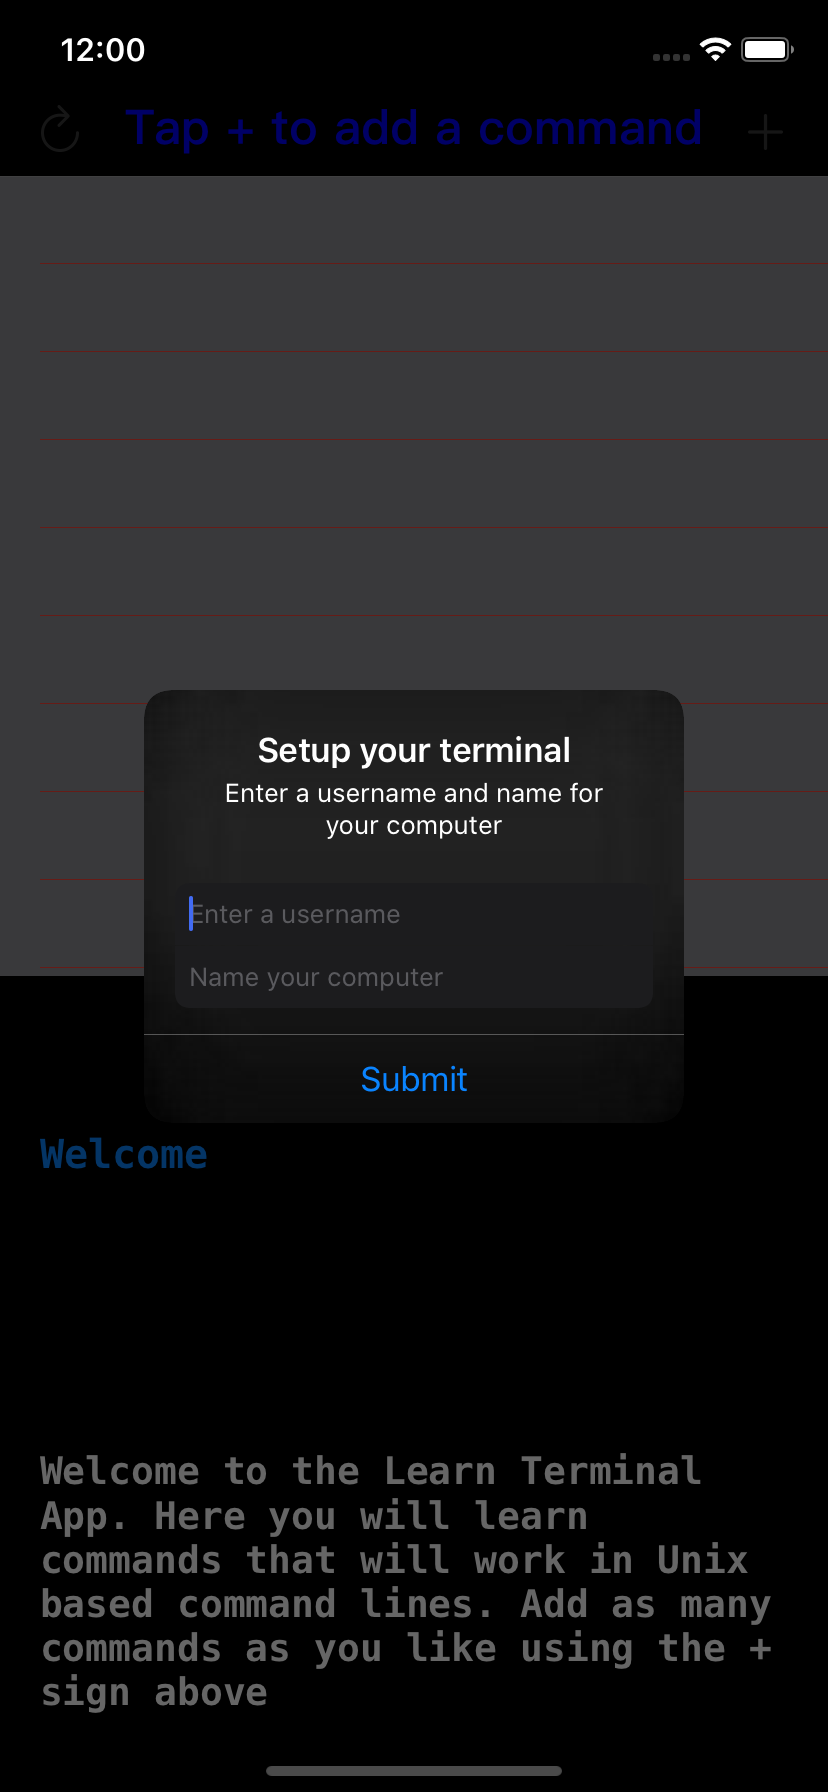 12:00
Tap + to add a command
Setup your terminal
Enter a username and name for
your computer
Enter a username
Name your computer
Submit
Welcome
Welcome to the Learn Terminal
App. Here you will learn
commands that will work in Unix
based command lines. Add as many
commands as you like using the +
sign above